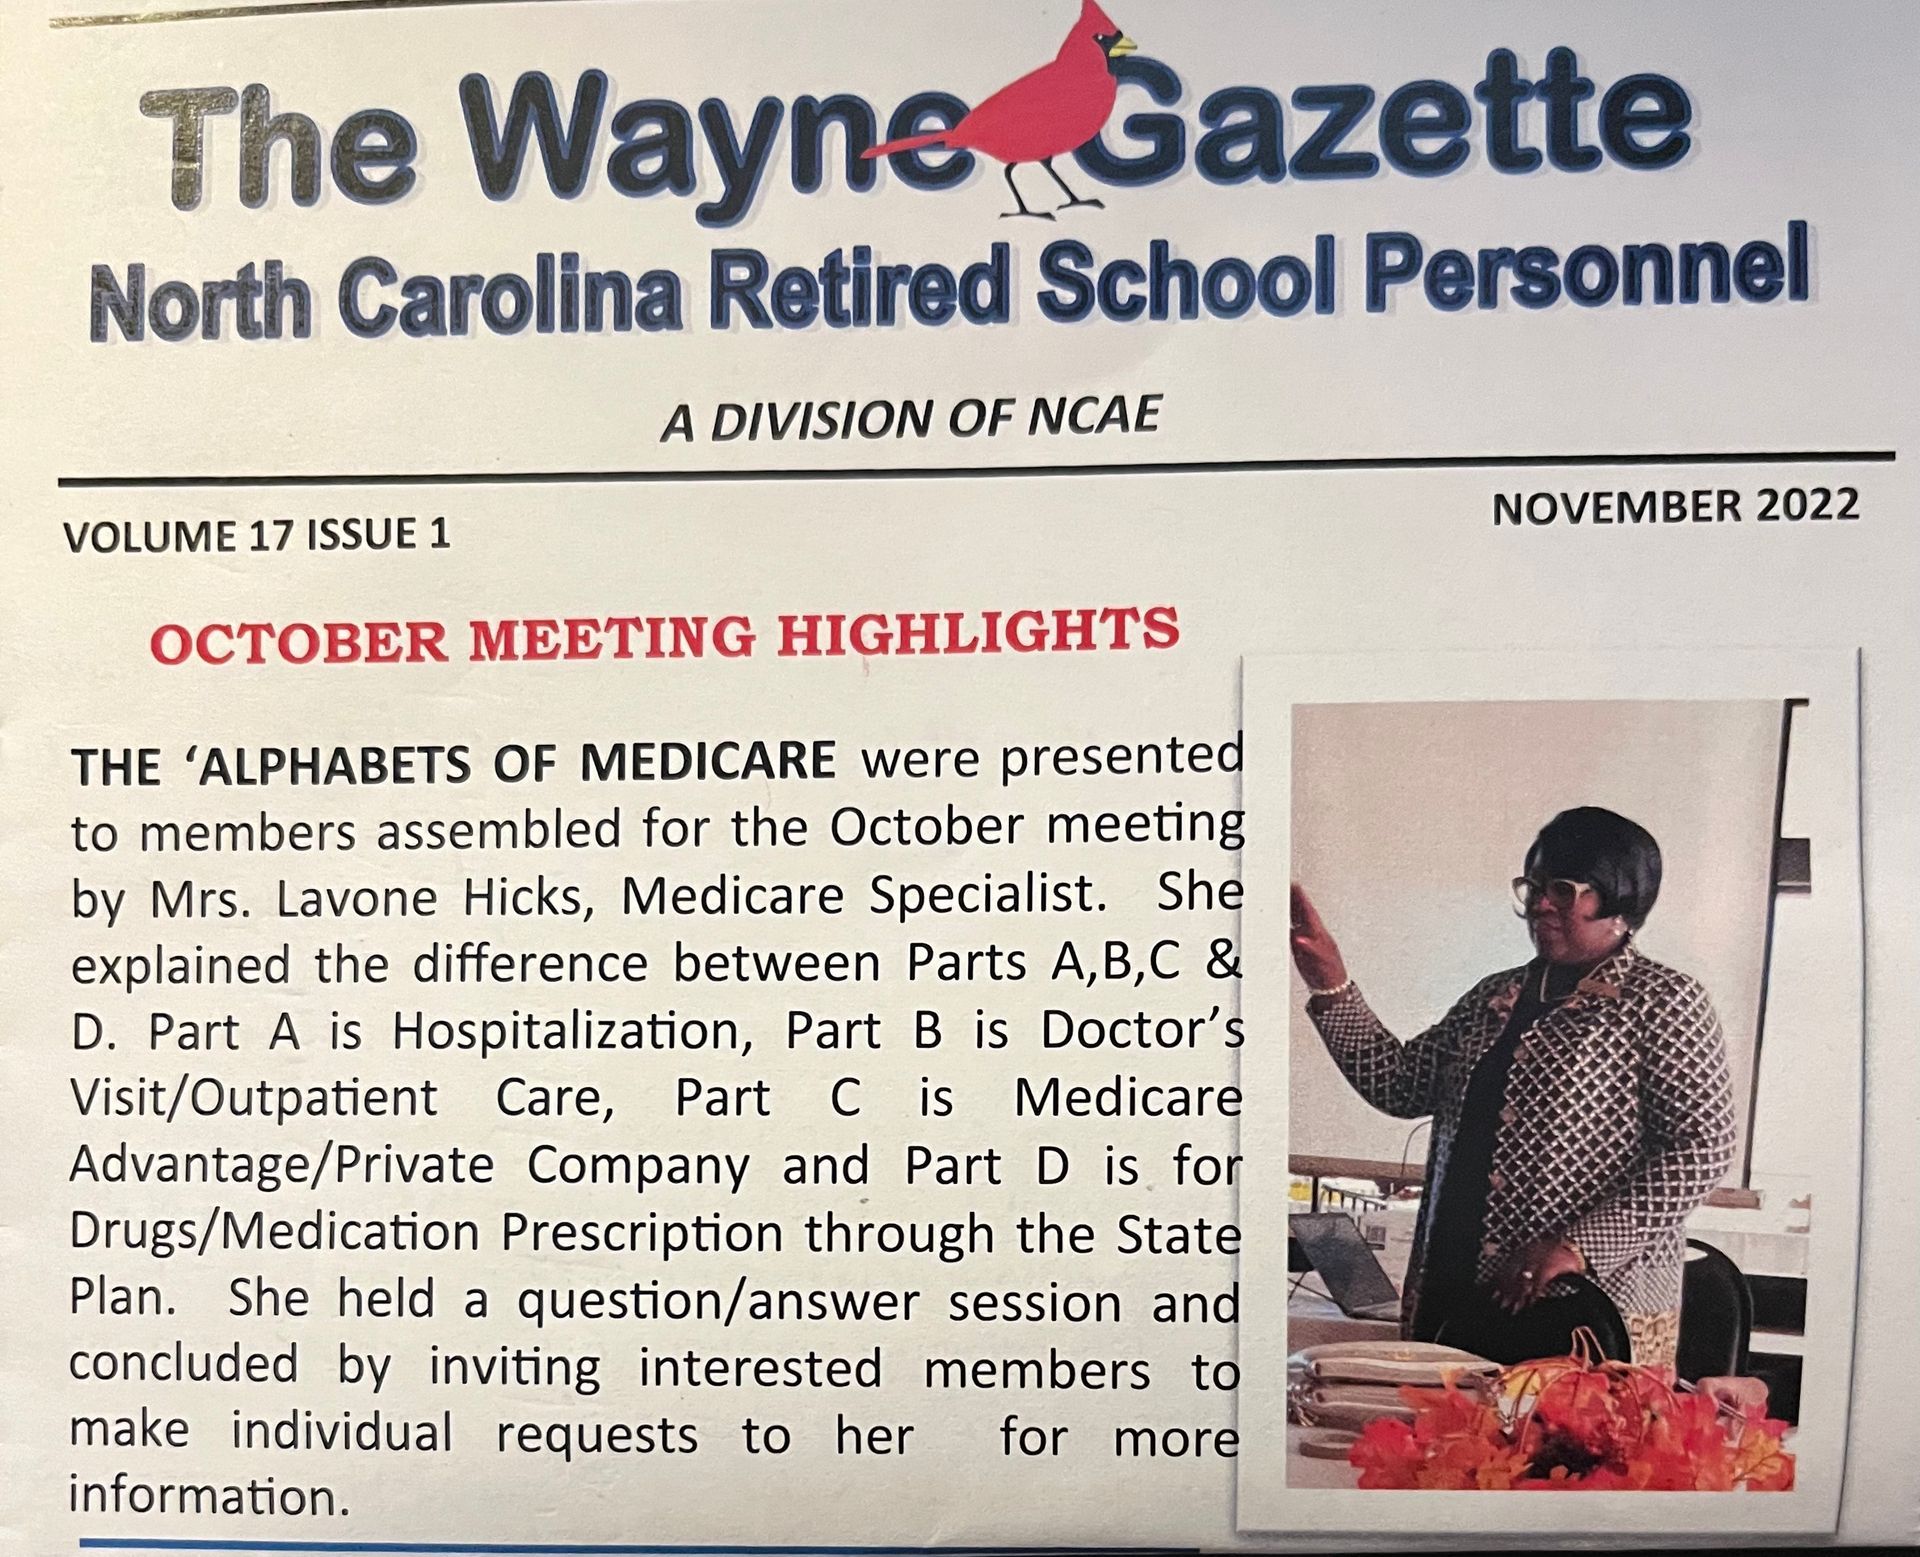 The Wayne Gazette
North Carolina Retired School Personnel
A DIVISION OF NCAE
VOLUME 17 ISSUE 1
NOVEMBER 2022
OCTOBER MEETING HIGHLIGHTS
THE ‘ALPHABETS OF MEDICARE were presented
to members assembled for the October meeting
by Mrs. Lavone Hicks, Medicare Specialist. She
explained the difference between Parts A,B,C &
D. Part A is Hospitalization, Part B is Doctor’s
Visit/Outpatient Care, Part C is Medicare
Advantage/Private Company and Part D is for
Drugs/Medication Prescription through the State
Plan. She held a question/answer session and
concluded by inviting interested members to
make individual requests to her for more
information.